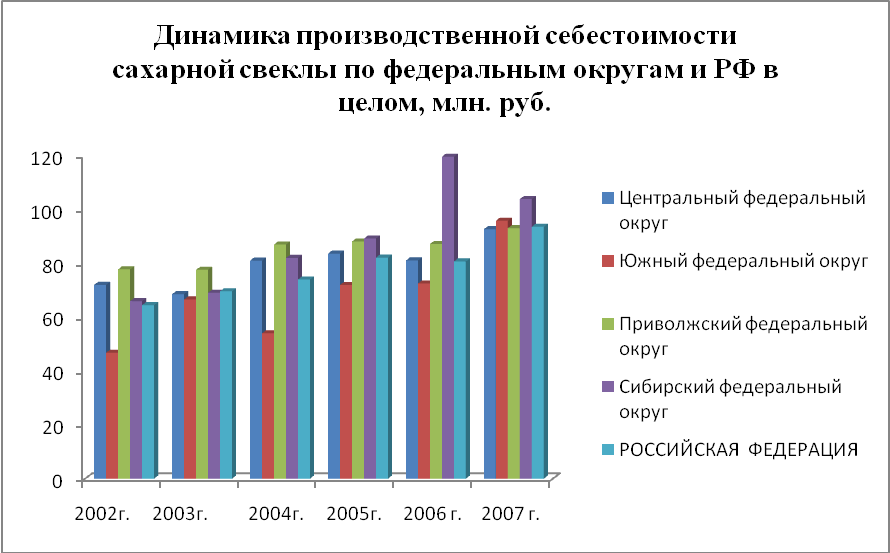 Динамика производственной себестоимости
сахарной свеклы по федеральным округам и РФ в
целом, млн. руб.
120
100
80
60
40
20
0
2002г.
2003г.
2004г.
2005г.
2006 г.
2007 г.
Центральный федеральный
округ
Южный федеральный округ
Приволжский федеральный
округ
Сибирский федеральный
округ
РОССИЙСКАЯ ФЕДЕРАЦИЯ